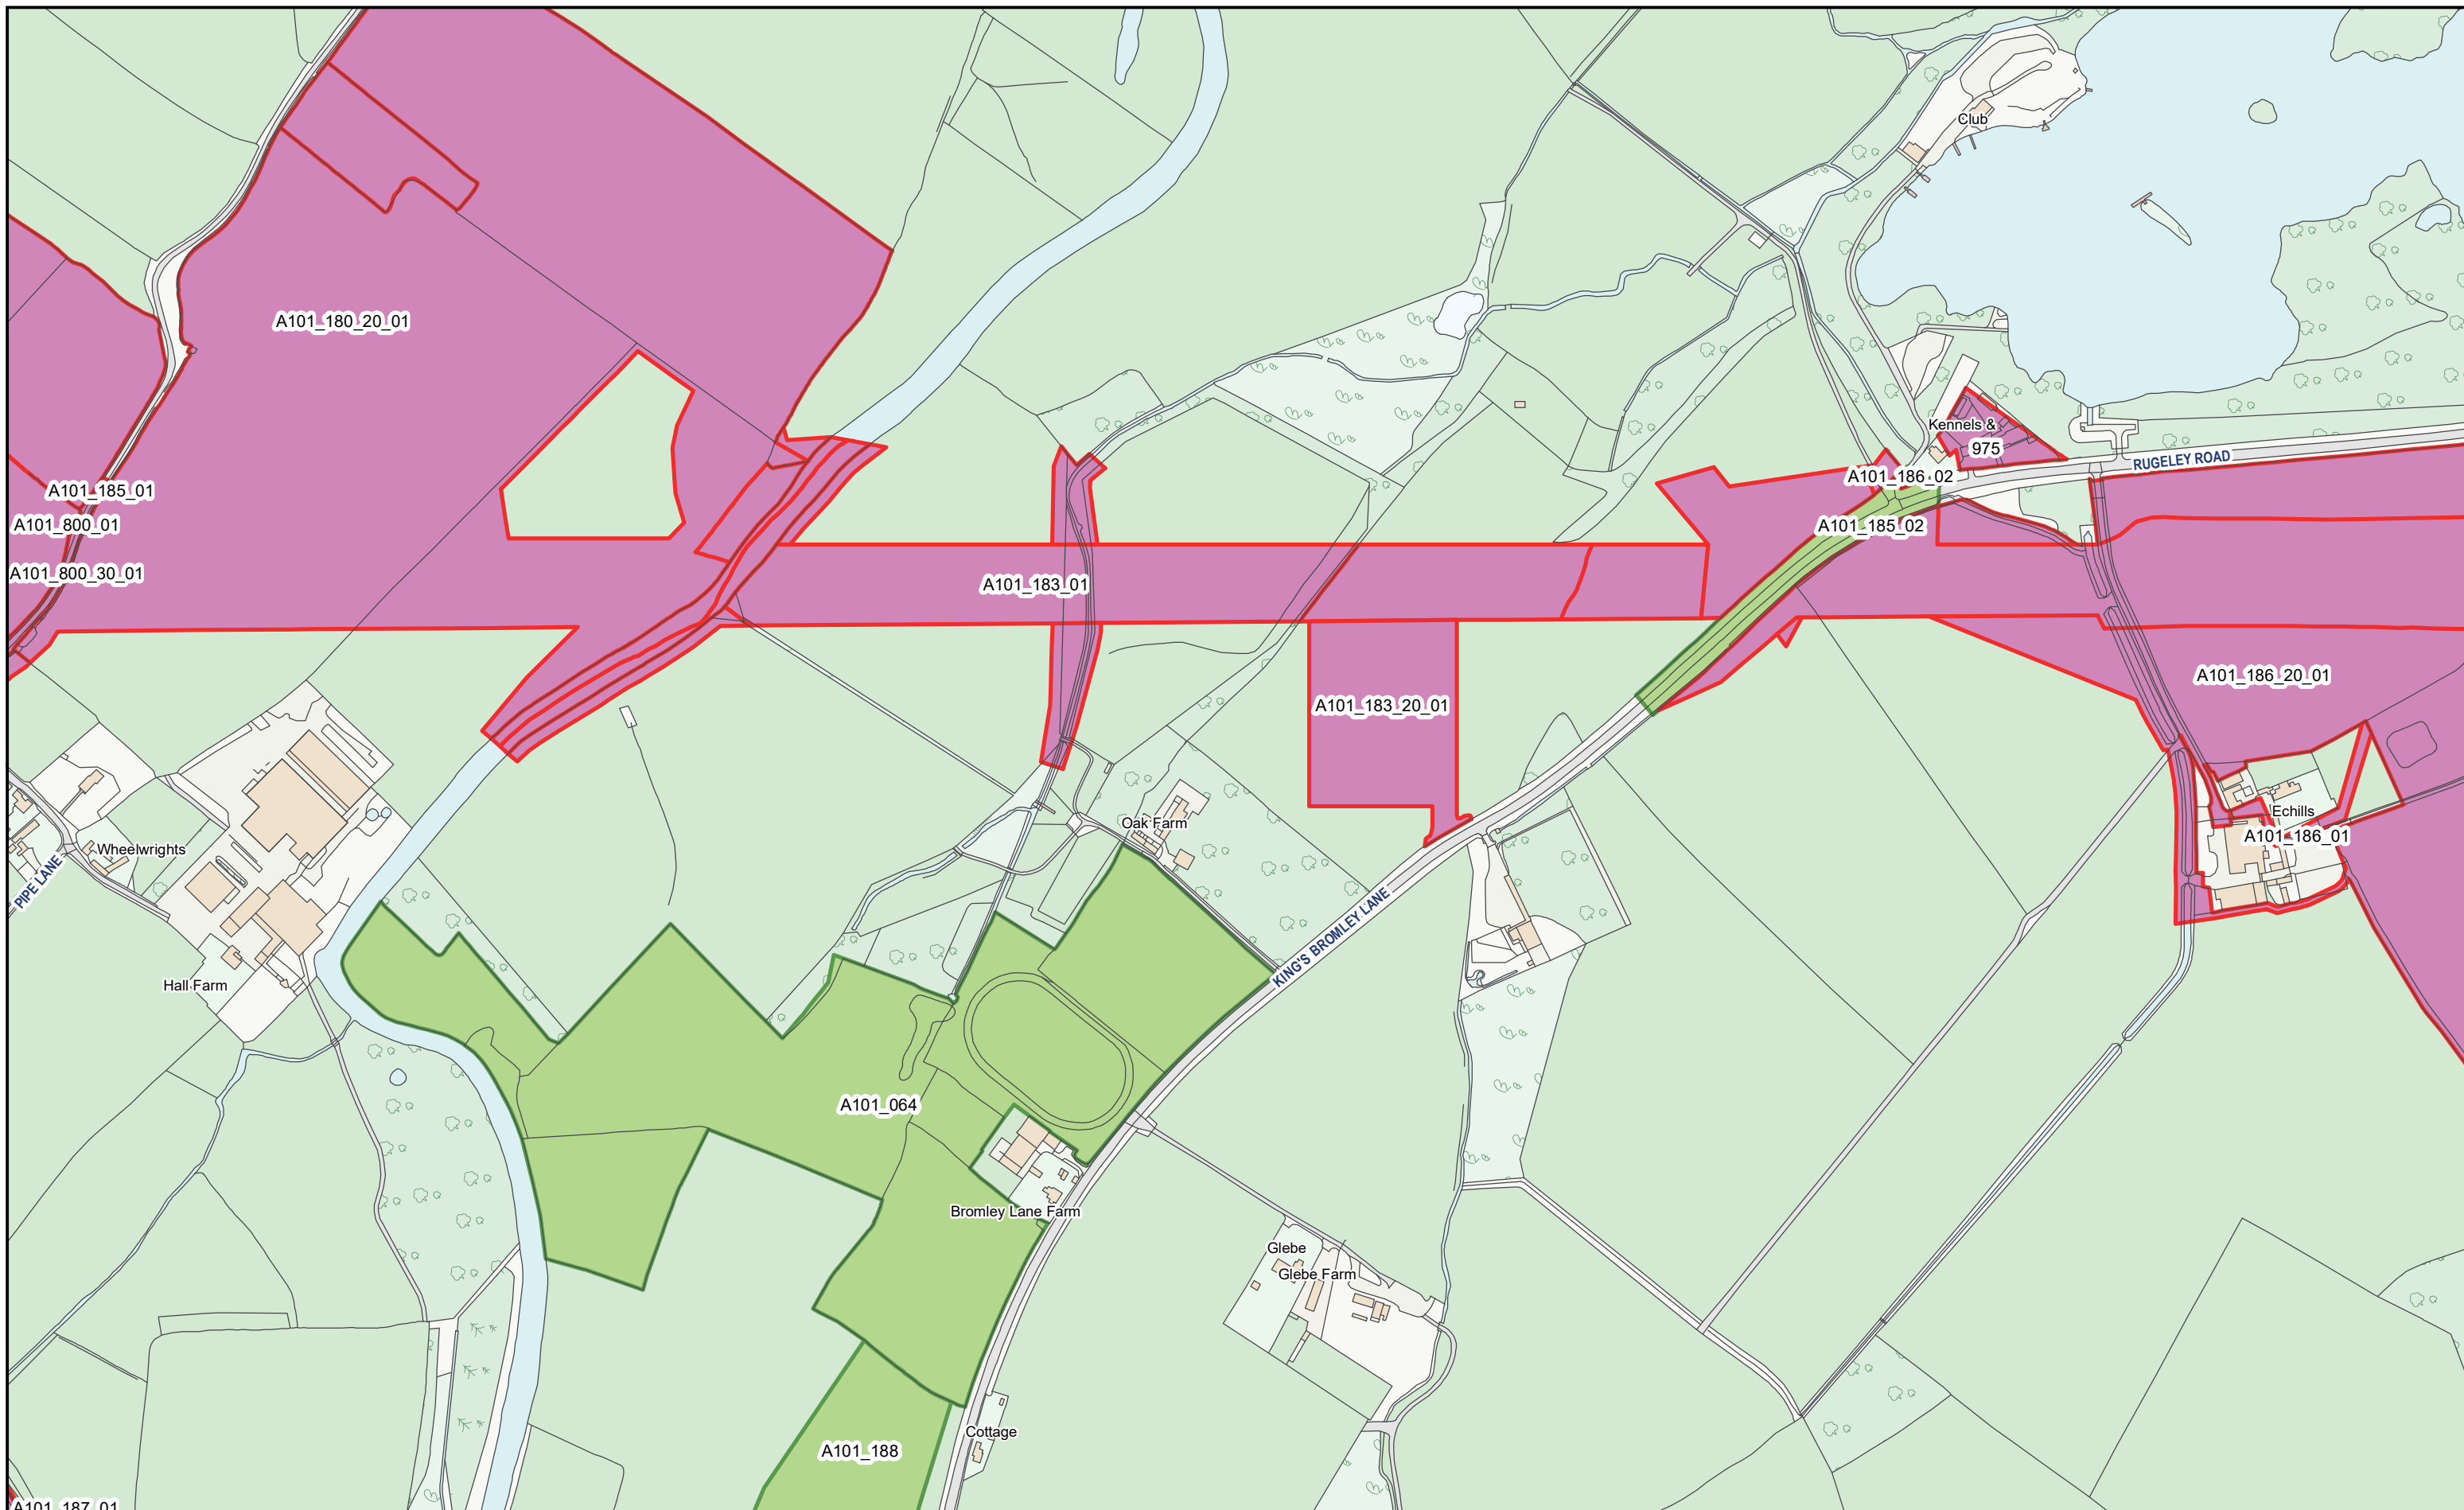 Club
A101_180_20_01
Kennels &
975
RUGELEY ROAD
A101_186_02
A101_185_01
A101_800_01
A101_185_02
A101_800_30_01
A101_183_01
A101_186_20_01
A101_183_20_01
Echills
Oak Farm
A101_186_01
Wheelwrights
PIPE LANE
KING'S BROMLEY LANE
Hall Farm
A101_064
Bromley Lane Farm
Glebe
Glebe Farm
Cottage
A101_188
A101_187_01